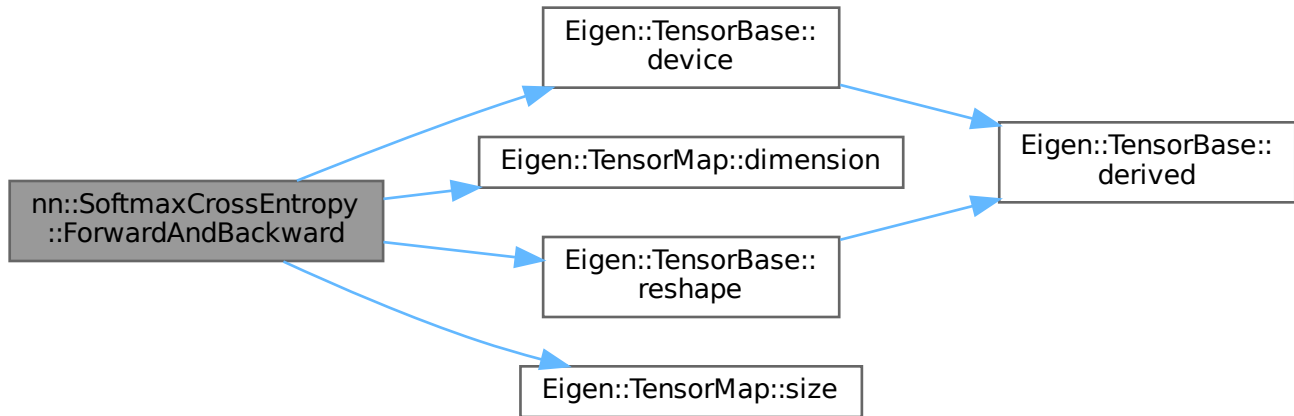 nn::SoftmaxCrossEntropy
::ForwardAndBackward
Eigen::TensorBase::
device
Eigen::TensorMap::dimension
Eigen::TensorBase::
reshape
Eigen::TensorMap::size
Eigen::TensorBase::
derived